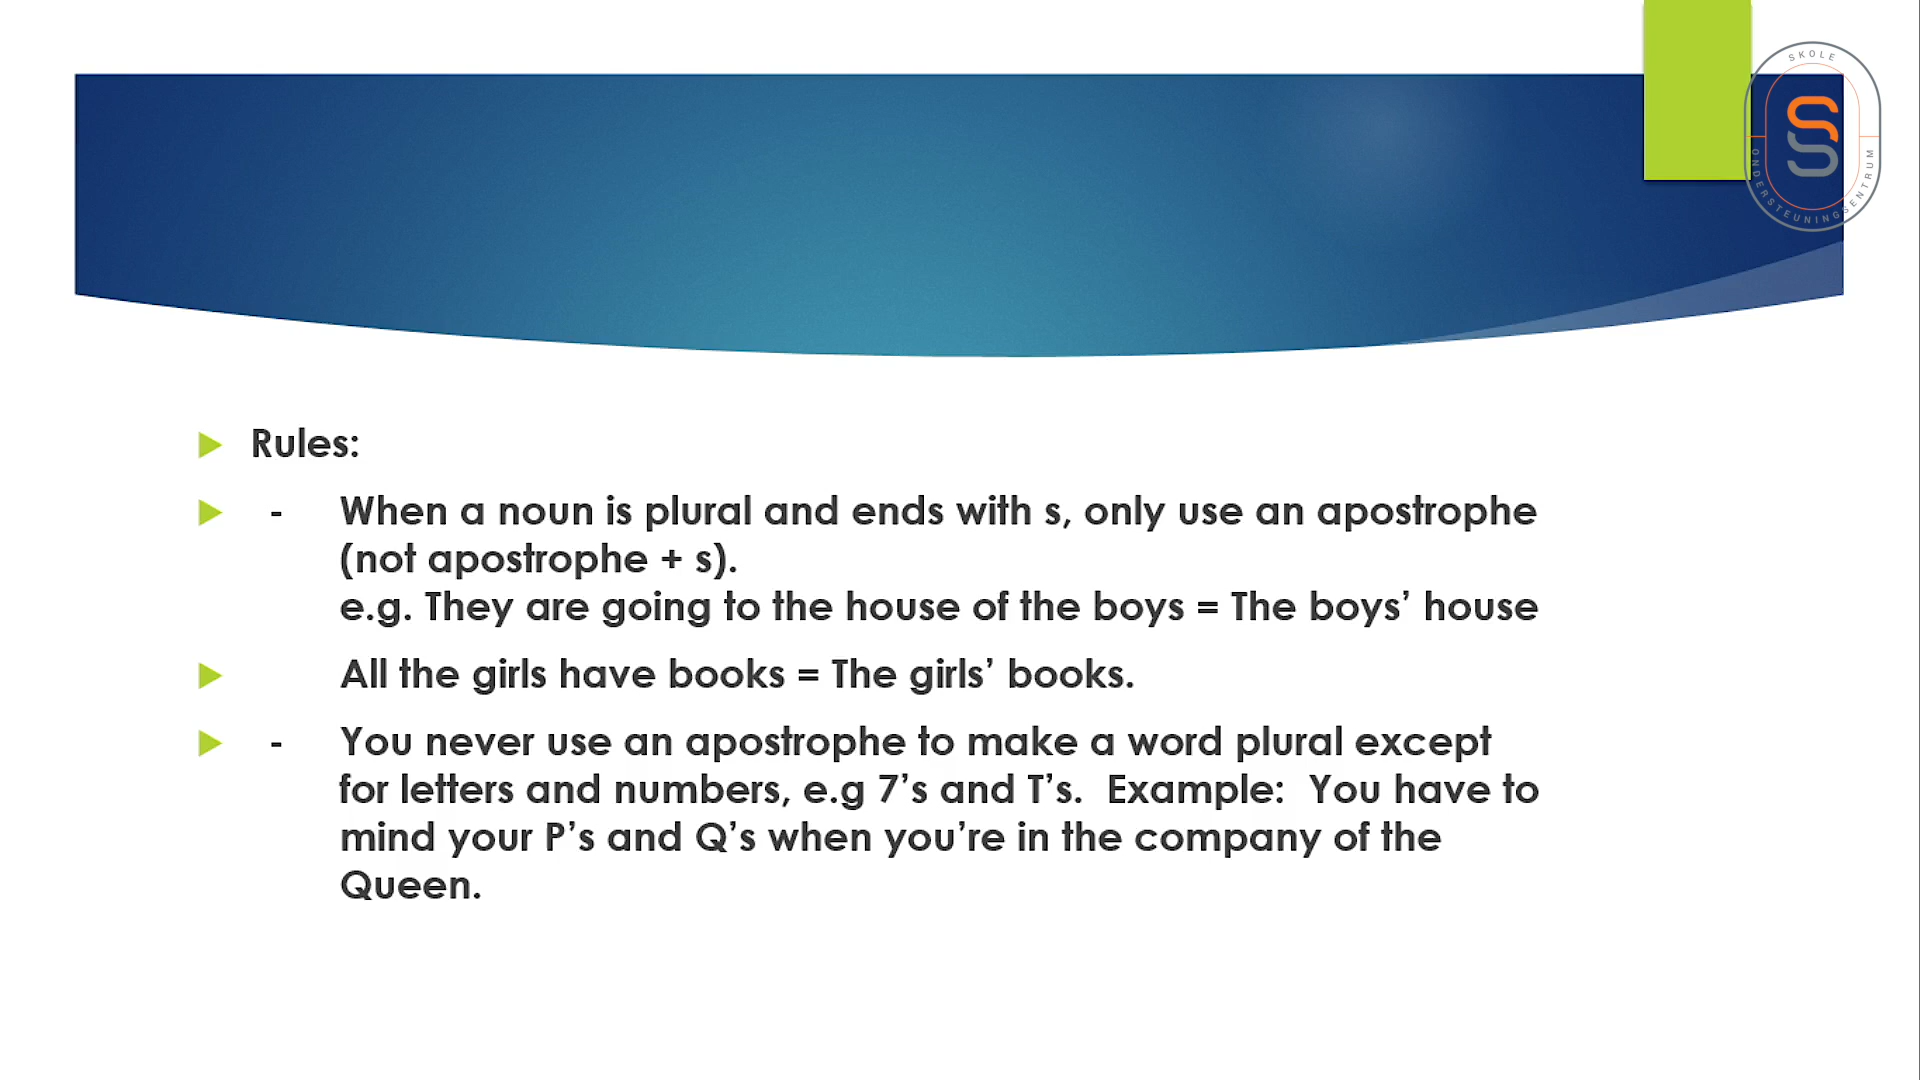 SKOLE
ONDERSTEUNINGSENTRUM
Rules:
- When a noun is plural and ends with s, only use an apostrophe
(not apostrophe + s).
e.g. They are going to the house of the boys = The boys’ house
All the girls have books = The girls’ books.
- You never use an apostrophe to make a word plural except
for letters and numbers, e.g 7’s and T’s.  Example:  You have to
mind your P’s and Q’s when you’re in the company of the
Queen.